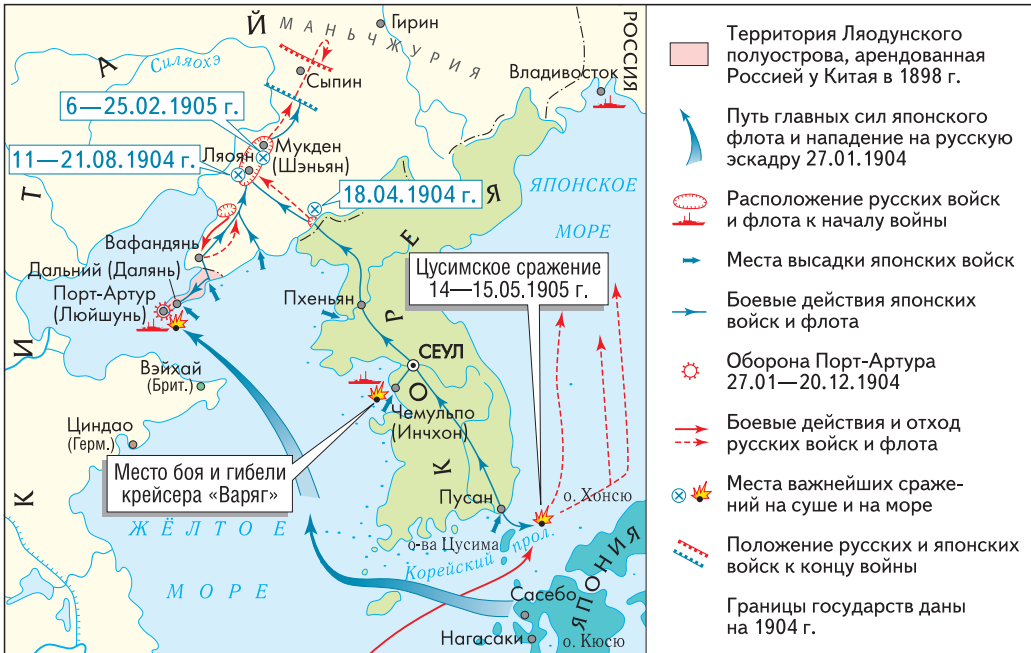 КИТАЙ
МАНЬЧЖУРИЯ
Гирин
РОССИЯ
Силяохэ
Сыпин
Владивосток
6—25.02.1905 г.
Мукден
(Шэньян)
Ляоян
11—21.08.1904 г.
18.04.1904 г.
КОРЕЯ
ЯПОНСКОЕ
МОРЕ
Вафандянь
Дальний (Далянь)
Порт-Артур
(Люйшунь)
Цусимское сражение
14—15.05.1905 г.
Пхеньян
СЕУЛ
Вэйхай
(Брит.)
Чемульпо
(Инчхон)
Циндао
(Герм.)
Место боя и гибели
крейсера «Варяг»
Пусан
о. Хонсю
ЖЁЛТОЕ
МОРЕ
о-ва Цусима
Корейский прол.
ЯПОНИЯ
Сасебо
Нагасаки
о. Кюсю
Территория Ляодунского
полуострова, арендованная
Россией у Китая в 1898 г.
Путь главных сил японского
флота и нападение на русскую
эскадру 27.01.1904
Расположение русских войск
и флота к началу войны
Места высадки японских войск
Боевые действия японских
войск и флота
Оборона Порт-Артура
27.01—20.12.1904
Боевые действия и отход
русских войск и флота
Места важнейших сраже-
ний на суше и на море
Положение русских и японских
войск к концу войны
Границы государств даны
на 1904 г.